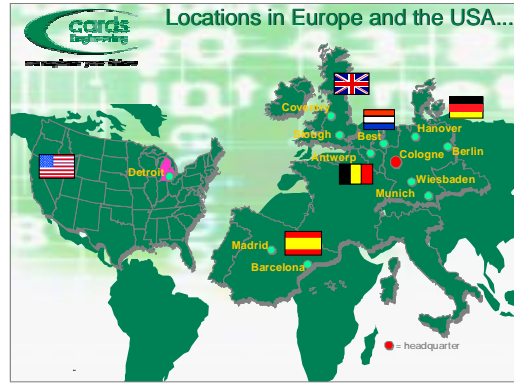 Locations in Europe and the USA...
cards
Engineering
Coventry
Slough
Best
Hanover
Antwerp
Cologne
Berlin
Detroit
Wiesbaden
Munich
Madrid
Barcelona
= headquarter